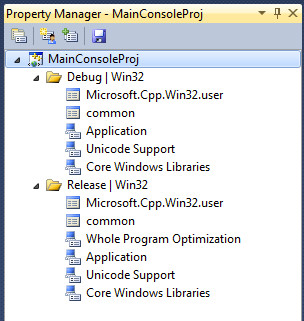 Property Manager - MainConsoleProj
MainConsoleProj
Debug | Win32
Microsoft.Cpp.Win32.user
common
Application
Unicode Support
Core Windows Libraries
Release | Win32
Microsoft.Cpp.Win32.user
common
Whole Program Optimization
Application
Unicode Support
Core Windows Libraries